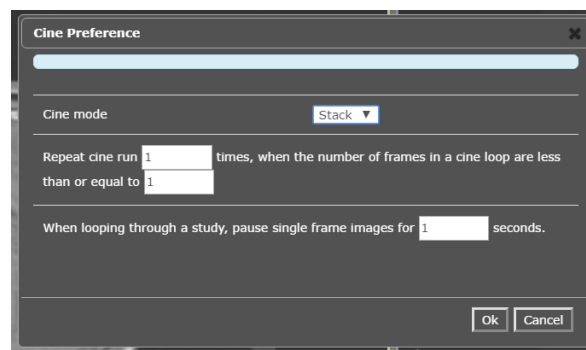 Cine Preference
Cine mode Stack
Repeat cine run 1 times, when the number of frames in a cine loop are less
than or equal to 1
When looping through a study, pause single frame images for 1 seconds.
Ok Cancel